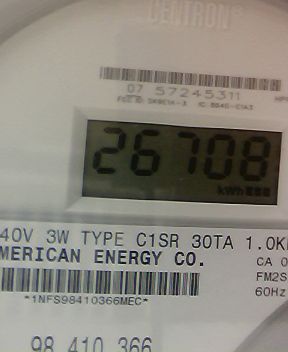 CENTRON®
07 57245311
26708
kWh
40V 3W TYPE C1SR 30TA 1.0K
MERICAN ENERGY CO.
CA 0
FM2S
60Hz
*1NFS98410366MEC*
98 410 366